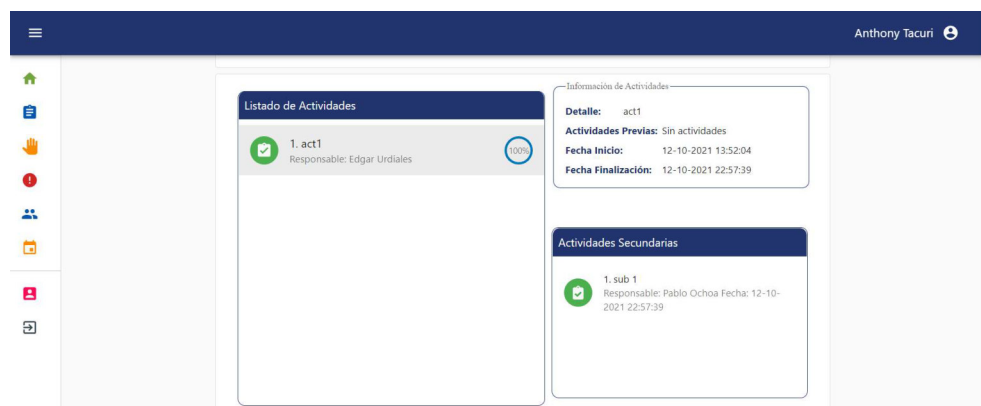 Anthony Tacuri
Listado de Actividades
1. act1
Responsable: Edgar Urdiales
100%
Información de Actividades
Detalle: act1
Actividades Previas: Sin actividades
Fecha Inicio: 12-10-2021 13:52:04
Fecha Finalización: 12-10-2021 22:57:39
Actividades Secundarias
1. sub 1
Responsable: Pablo Ochoa Fecha: 12-10-
2021 22:57:39